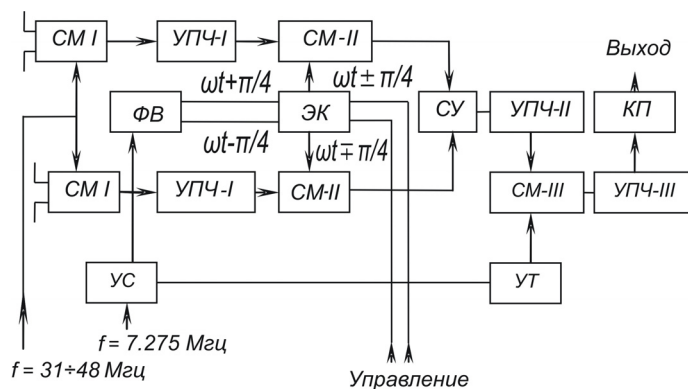 СМ I
УПЧ-I
СМ-II
Выход
ωt+π/4
ωt±π/4
ФВ
ЭК
СУ
УПЧ-II
КП
ωt-π/4
ωt∓π/4
СМ I
УПЧ-I
СМ-II
СМ-III
УПЧ-III
УС
УТ
f = 7.275 Мгц
f = 31÷48 Мгц
Управление